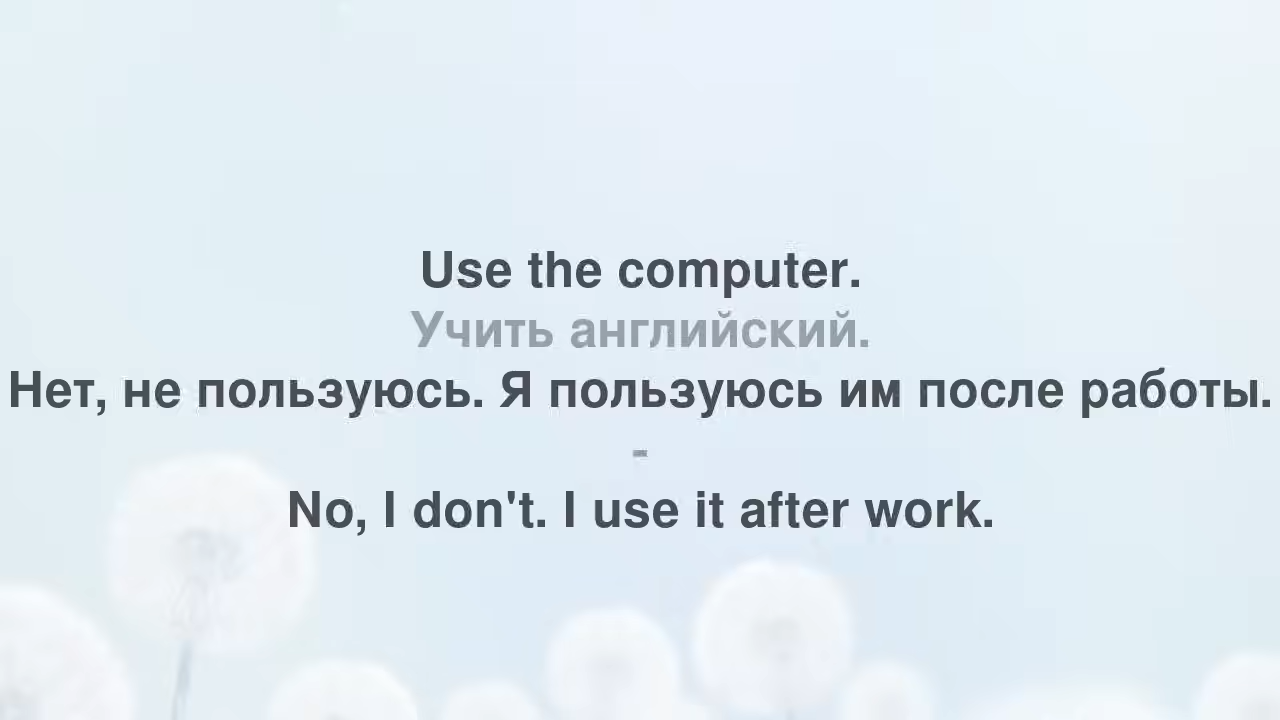 Use the computer.
Учить английский.
Нет, не пользуюсь. Я пользуюсь им после работы.
-
No, I don't. I use it after work.